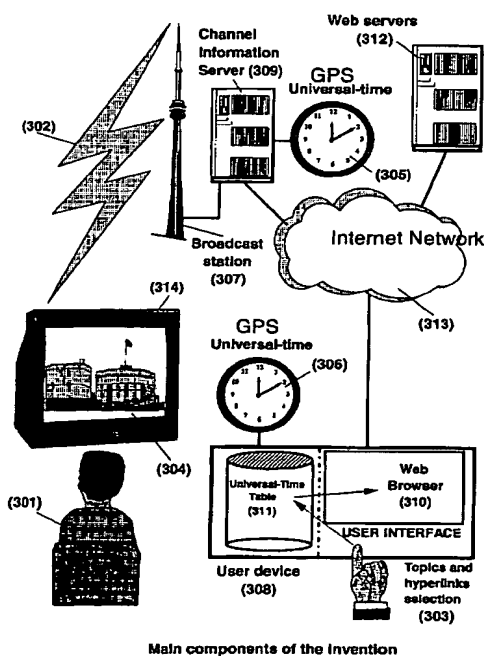 Channel
Information
Server (309)
Web servers
(312)
GPS
Universal-time
(302)
(305)
Internet Network
Broadcast
station
(307)
(313)
(314)
GPS
Universal-time
(306)
(304)
(301)
Universal-Time
Table
(311)
Web
Browser
(310)
USER INTERFACE
User device
(308)
Topics and
hyperlinks
selection
(303)
Main components of the invention